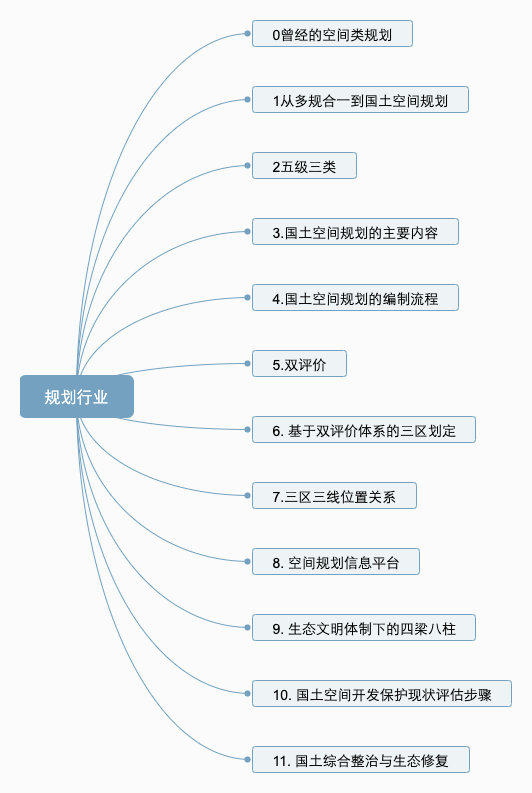 0曾经的空间类规划
1从多规合一到国土空间规划
2五级三类
3.国土空间规划的主要内容
4.国土空间规划的编制流程
5.双评价
规划行业
6. 基于双评价体系的三区划定
7.三区三线位置关系
8. 空间规划信息平台
9. 生态文明体制下的四梁八柱
10. 国土空间开发保护现状评估步骤
11. 国土综合整治与生态修复